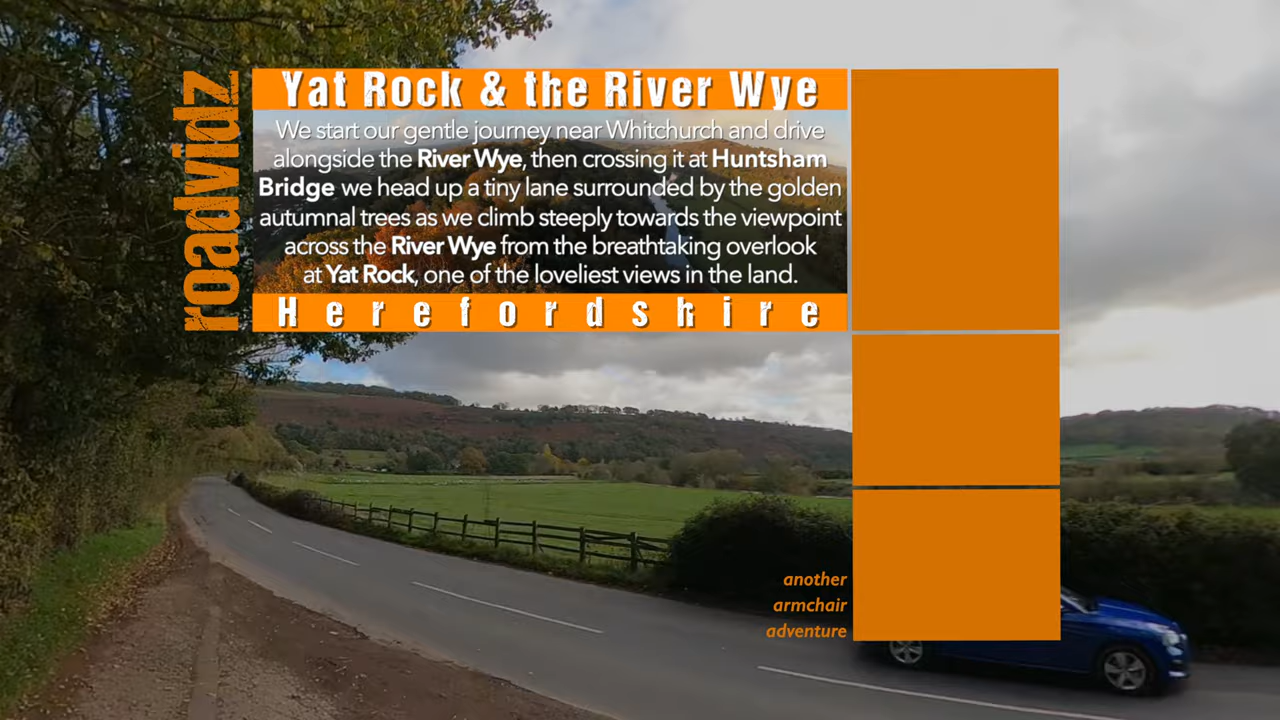 roadvidz
Yat Rock & the River Wye
We start our gentle journey near Whitchurch and drive
alongside the River Wye, then crossing it at Huntsham
Bridge we head up a tiny lane surrounded by the golden
autumnal trees as we climb steeply towards the viewpoint
across the River Wye from the breathtaking overlook
at Yat Rock, one of the loveliest views in the land.
Herefordshire
another
armchair
adventure